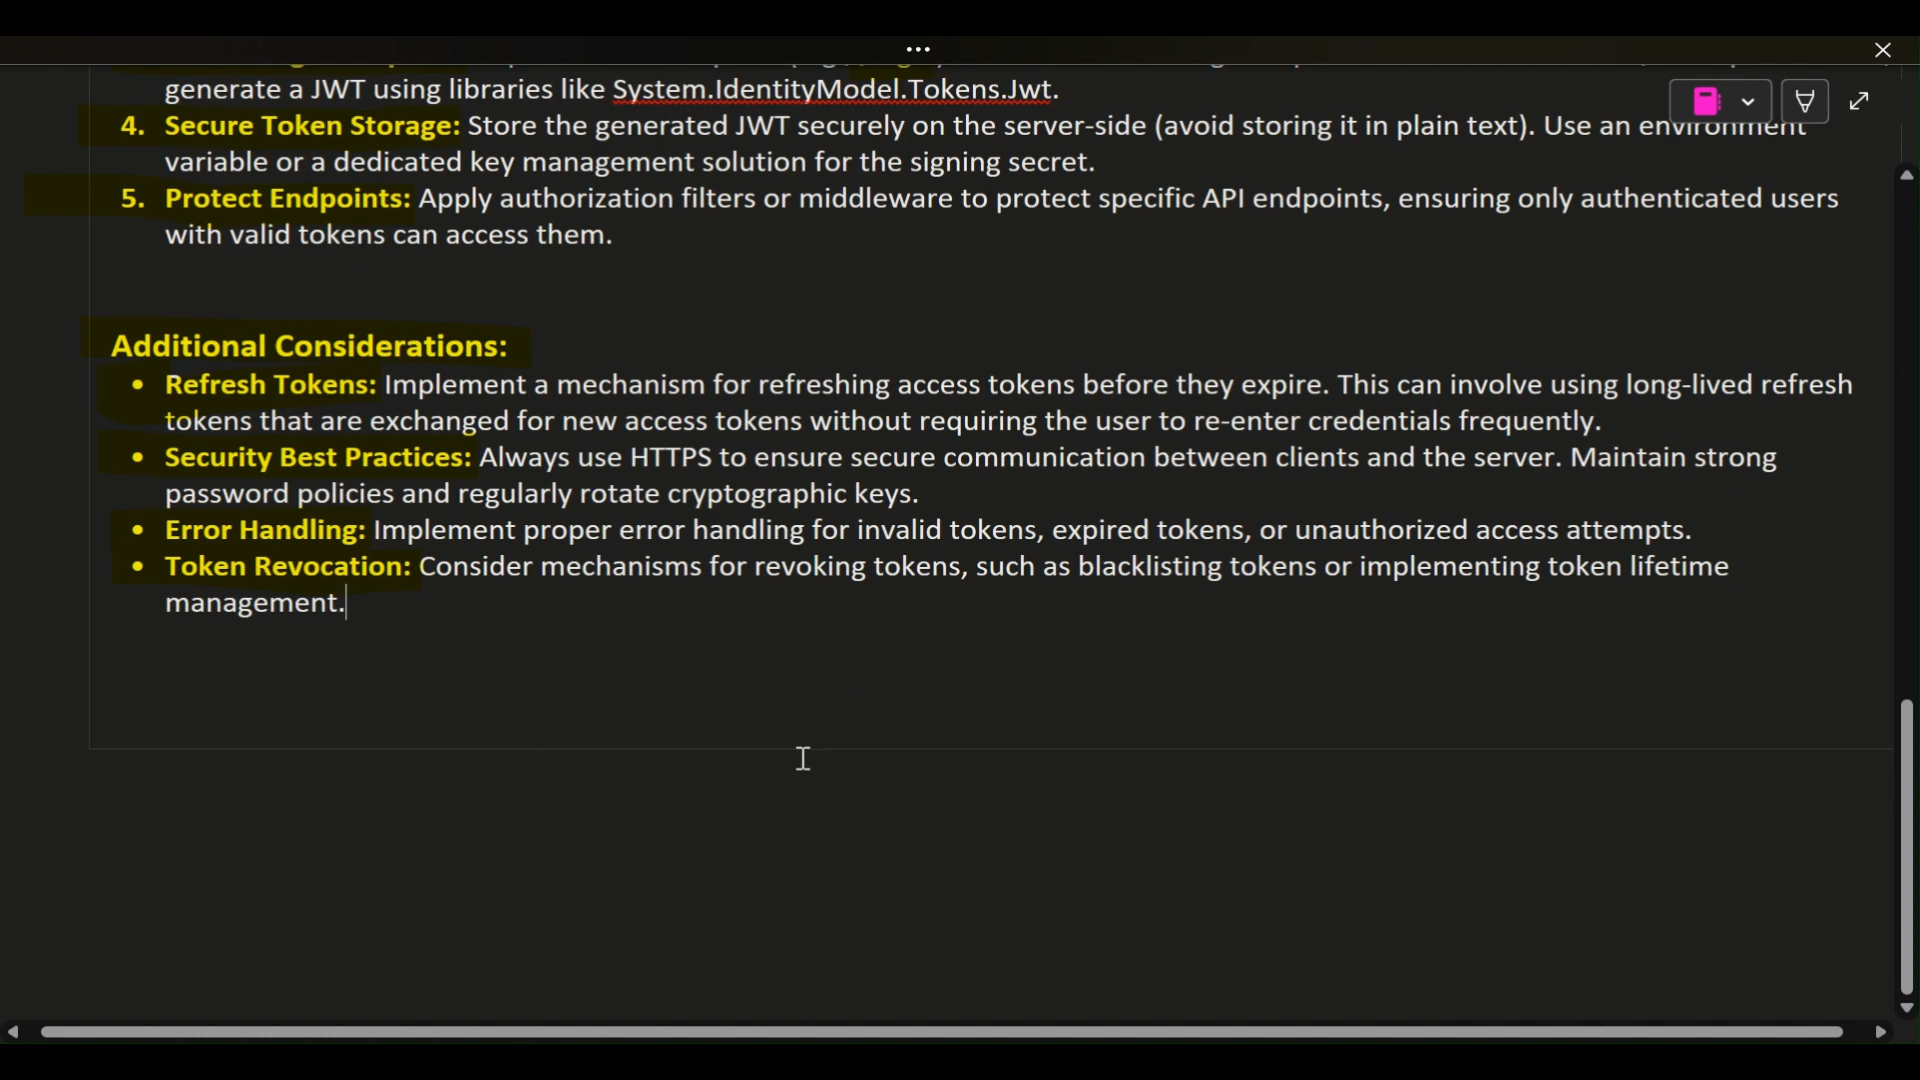 generate a JWT using libraries like System.IdentityModel.Tokens.Jwt.
4. Secure Token Storage: Store the generated JWT securely on the server-side (avoid storing it in plain text). Use an environment
variable or a dedicated key management solution for the signing secret.
5. Protect Endpoints: Apply authorization filters or middleware to protect specific API endpoints, ensuring only authenticated users
with valid tokens can access them.
Additional Considerations:
• Refresh Tokens: Implement a mechanism for refreshing access tokens before they expire. This can involve using long-lived refresh
tokens that are exchanged for new access tokens without requiring the user to re-enter credentials frequently.
• Security Best Practices: Always use HTTPS to ensure secure communication between clients and the server. Maintain strong
password policies and regularly rotate cryptographic keys.
• Error Handling: Implement proper error handling for invalid tokens, expired tokens, or unauthorized access attempts.
• Token Revocation: Consider mechanisms for revoking tokens, such as blacklisting tokens or implementing token lifetime
management.